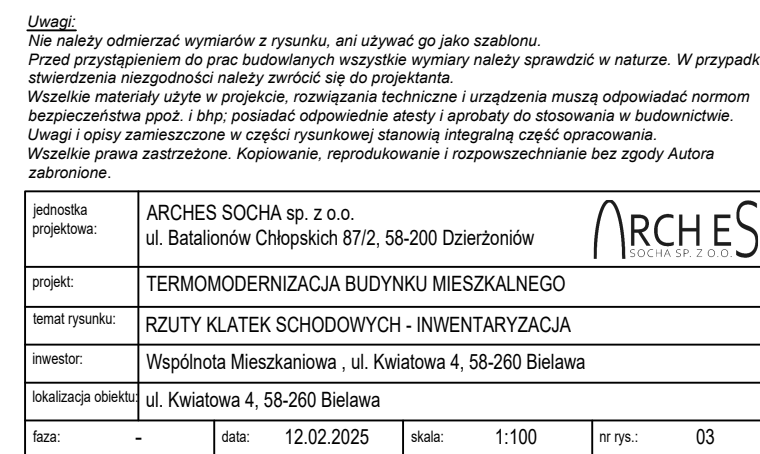 Uwagi:
Nie należy odmierzać wymiarów z rysunku, ani używać go jako szablonu.
Przed przystąpieniem do prac budowlanych wszystkie wymiary należy sprawdzić w naturze. W przypadk
stwierdzenia niezgodności należy zwrócić się do projektanta.
Wszelkie materiały użyte w projekcie, rozwiązania techniczne i urządzenia muszą odpowiadać normom
bezpieczeństwa ppoż. i bhp; posiadać odpowiednie atesty i aprobaty do stosowania w budownictwie.
Uwagi i opisy zamieszczone w części rysunkowej stanowią integralną część opracowania.
Wszelkie prawa zastrzeżone. Kopiowanie, reprodukowanie i rozpowszechnianie bez zgody Autora
zabronione.
jednostka
projektowa:
ARCHES SOCHA sp. z o.o.
ul. Batalionów Chłopskich 87/2, 58-200 Dzierżoniów
ARCHES
SOCHA SP. Z O.O.
projekt: TERMOMODERNIZACJA BUDYNKU MIESZKALNEGO
temat rysunku: RZUTY KLATEK SCHODOWYCH - INWENTARYZACJA
inwestor: Wspólnota Mieszkaniowa , ul. Kwiatowa 4, 58-260 Bielawa
lokalizacja obiektu: ul. Kwiatowa 4, 58-260 Bielawa
faza: - data: 12.02.2025 skala: 1:100 nr rys.: 03